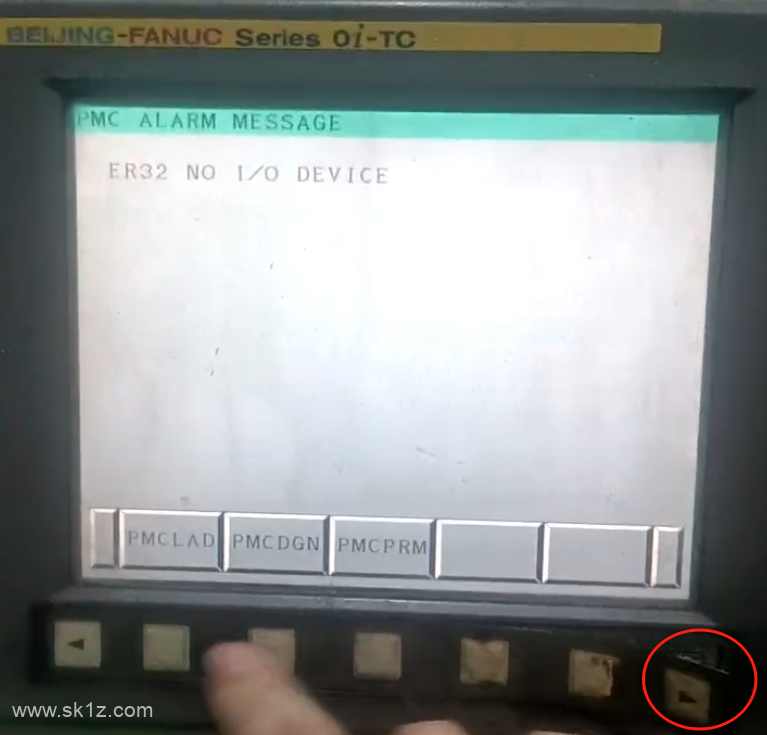 BEIJING-FANUC Series 0i-TC
PMC ALARM MESSAGE
ER32 NO I/O DEVICE
PMCLAD PMCDGN PMCPRM
www.sk1z.com